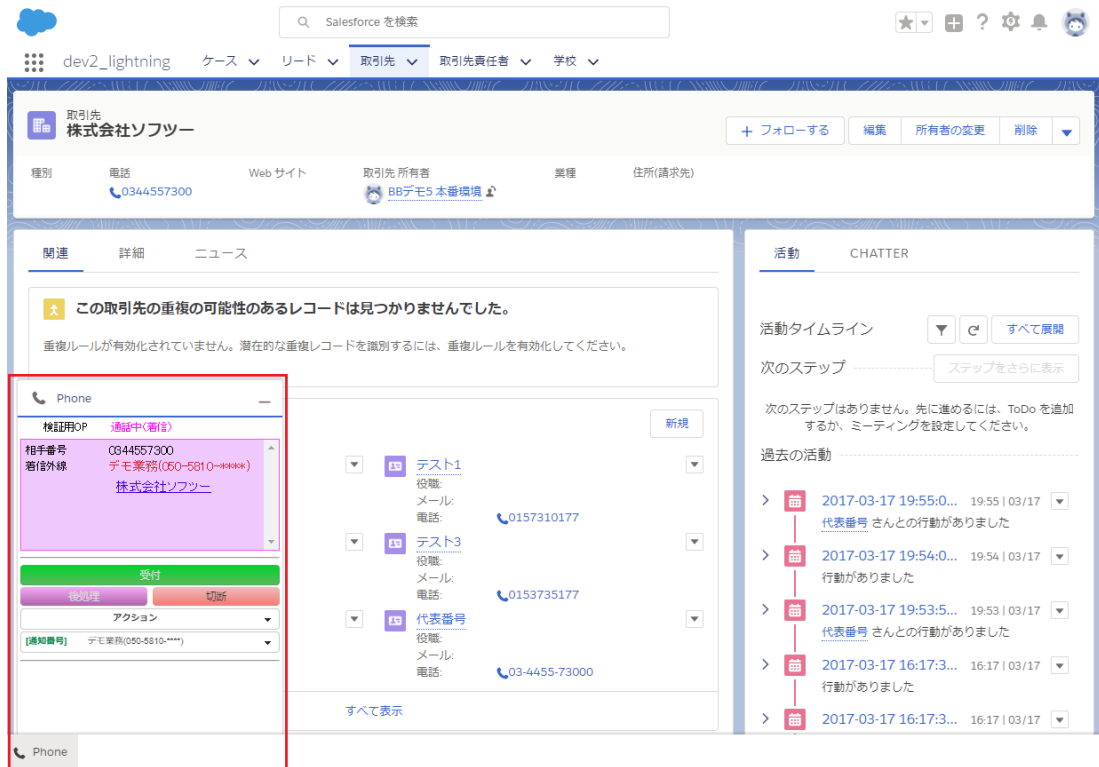 Salesforce を検索
dev2_lightning ケース リード 取引先 取引先責任者 学校
取引先
株式会社ソフツー
フォローする 編集 所有者の変更 削除
種別 電話 Web サイト 取引先 所有者 業種 住所(請求先)
0344557300 BBデモ5 本番環境
関連 詳細 ニュース
この取引先の重複の可能性のあるレコードは見つかりませんでした。
重複ルールが有効化されていません。潜在的な重複レコードを識別するには、重複ルールを有効化してください。
新規
テスト1
役職:
メール:
電話: 0157310177
テスト3
役職:
メール:
電話: 0153735177
代表番号
役職:
メール:
電話: 03-4455-73000
すべて表示
Phone
検証用OP 通話中(着信)
相手番号 0344557300
着信外線 デモ業務(050-5810-****)
株式会社ソフツー
受付
後処理 切断
アクション
[通知番号] デモ業務(050-5810-****)
Phone
活動 CHATTER
活動タイムライン すべて展開
次のステップ ステップをさらに表示
次のステップはありません。先に進めるには、ToDo を追加
するか、ミーティングを設定してください。
過去の活動
2017-03-17 19:55:0... 19:55 | 03/17
代表番号 さんとの行動がありました
2017-03-17 19:54:0... 19:54 | 03/17
行動がありました
2017-03-17 19:53:5... 19:53 | 03/17
代表番号 さんとの行動がありました
2017-03-17 16:17:3... 16:17 | 03/17
行動がありました
2017-03-17 16:17:3... 16:17 | 03/17